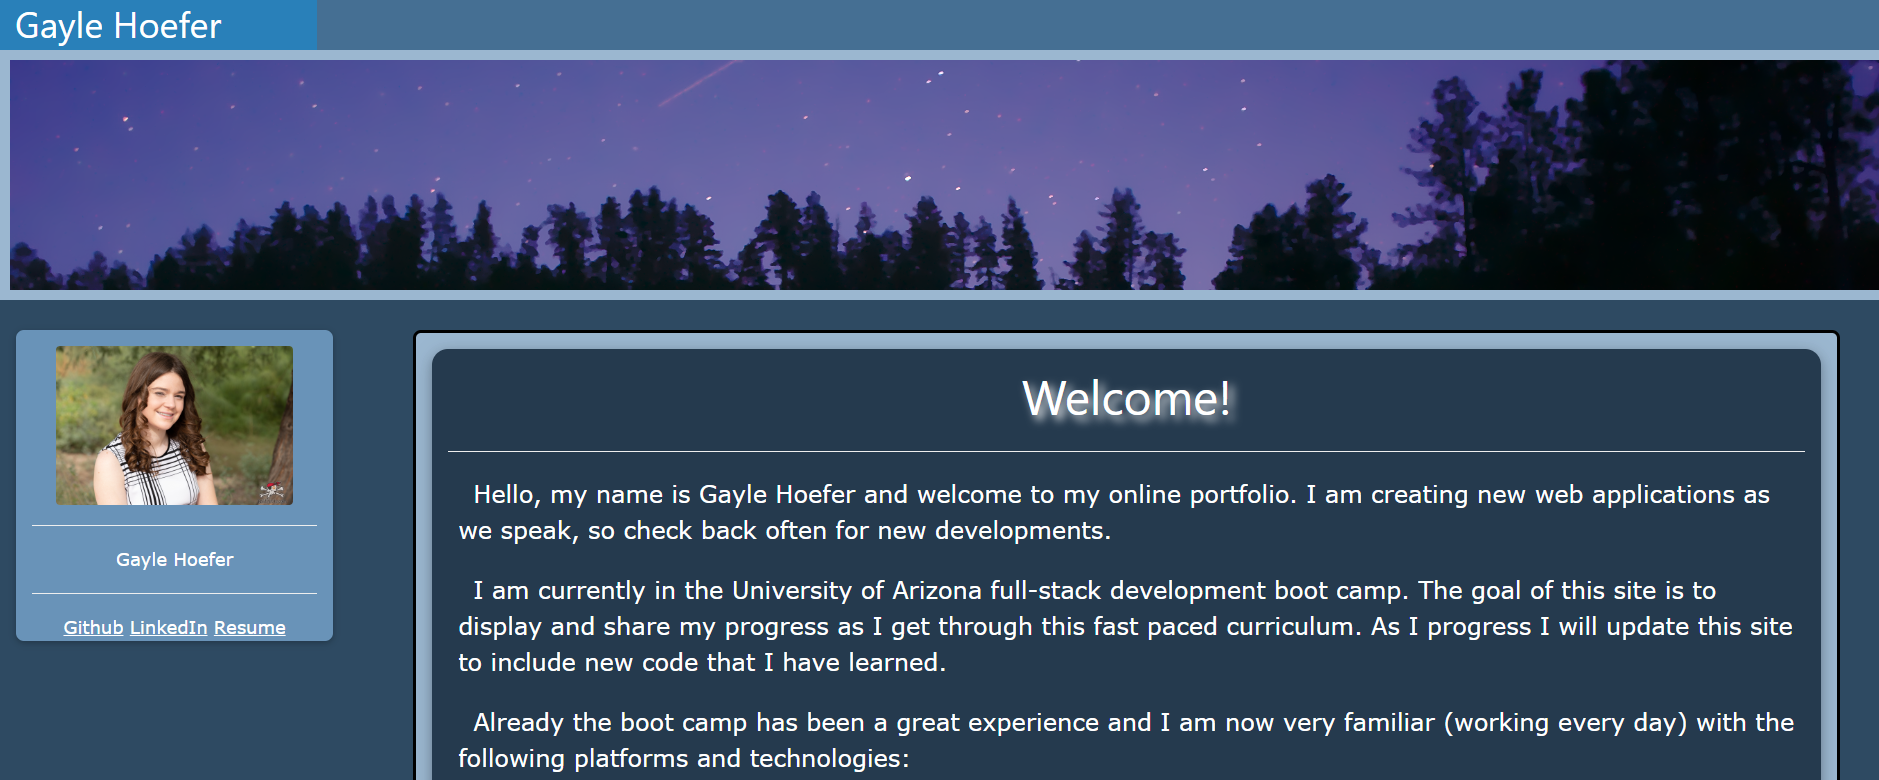 Gayle Hoefer
Gayle Hoefer
Github LinkedIn Resume
Welcome!
Hello, my name is Gayle Hoefer and welcome to my online portfolio. I am creating new web applications as
we speak, so check back often for new developments.
I am currently in the University of Arizona full-stack development boot camp. The goal of this site is to
display and share my progress as I get through this fast paced curriculum. As I progress I will update this site
to include new code that I have learned.
Already the boot camp has been a great experience and I am now very familiar (working every day) with the
following platforms and technologies: